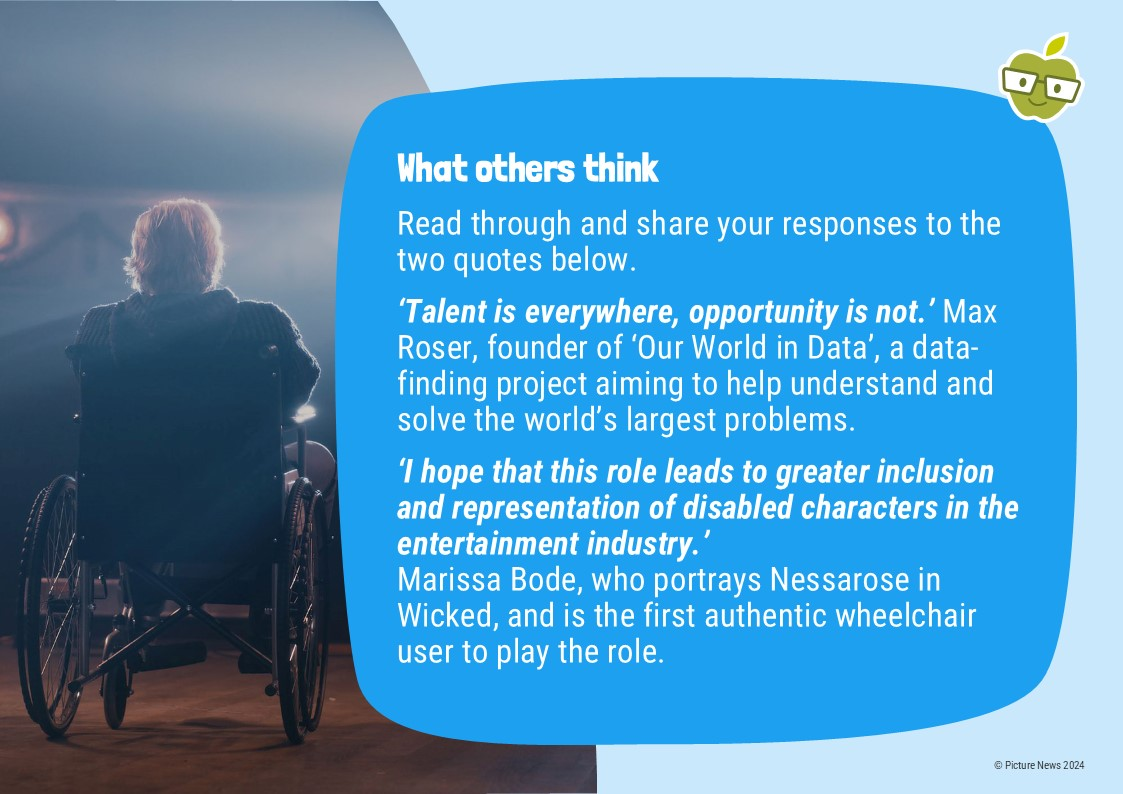 What others think
Read through and share your responses to the
two quotes below.
‘Talent is everywhere, opportunity is not.’ Max
Roser, founder of ‘Our World in Data’, a data-
finding project aiming to help understand and
solve the world’s largest problems.
‘I hope that this role leads to greater inclusion
and representation of disabled characters in the
entertainment industry.’
Marissa Bode, who portrays Nessarose in
Wicked, and is the first authentic wheelchair
user to play the role.
© Picture News 2024